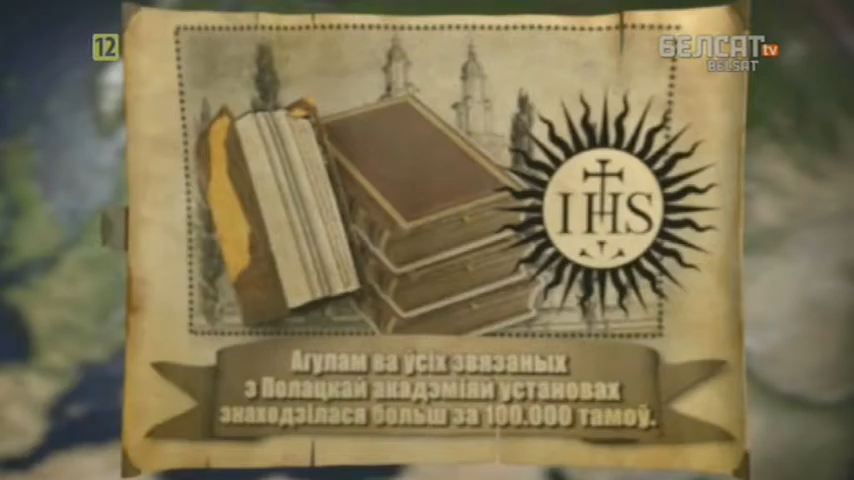 12
БЕЛСАТ tv
BELSAT
IHS
Агулам ва ўсіх звязаных
з Полацкай акадэміяй установах
знаходзілася больш за 100.000 тамоў.